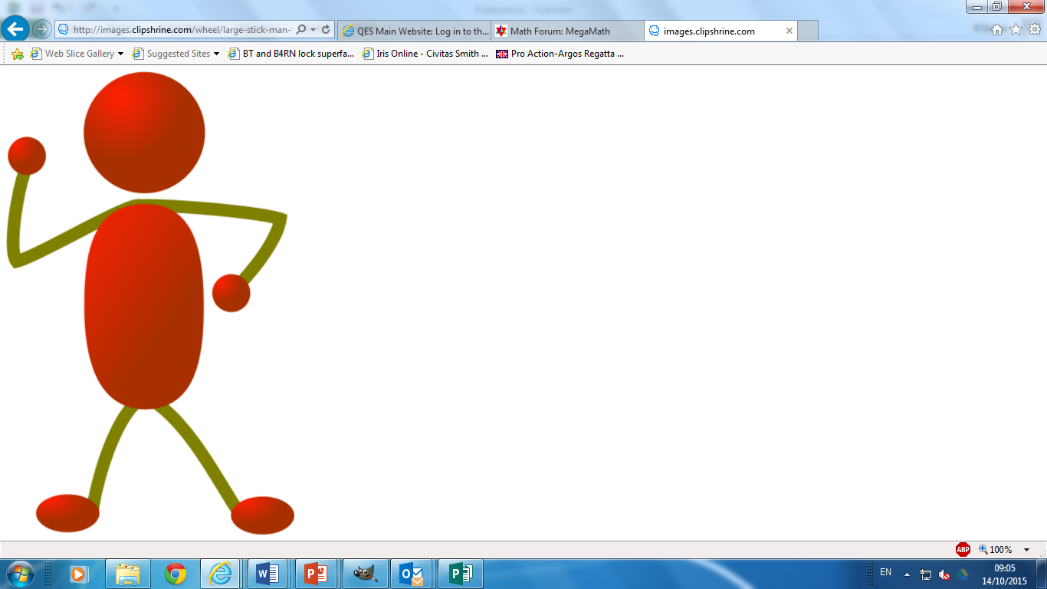 http://images.clipshrine.com/wheel/large-stick-man-
QES Main Website: Log in to th...
Math Forum: MegaMath
images.clipshrine.com
Web Slice Gallery
Suggested Sites
BT and B4RN lock superfa...
Iris Online - Civitas Smith ...
Pro Action-Argos Regatta ...
ABP
100%
EN
09:05
14/10/2015